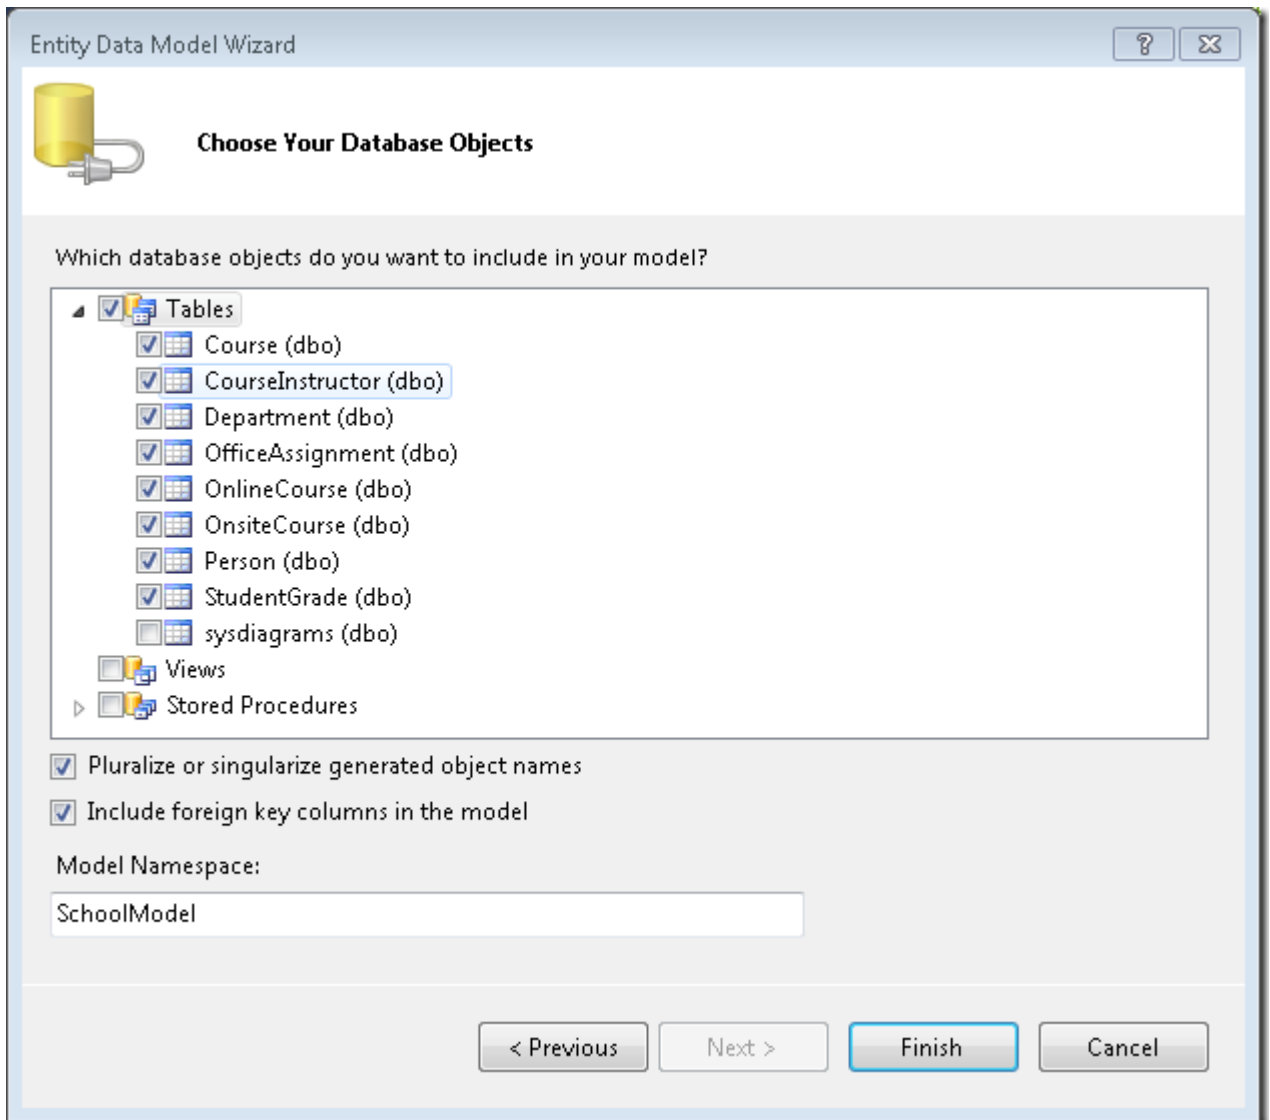 Entity Data Model Wizard
Choose Your Database Objects
Which database objects do you want to include in your model?
Tables
Course (dbo)
CourseInstructor (dbo)
Department (dbo)
OfficeAssignment (dbo)
OnlineCourse (dbo)
OnsiteCourse (dbo)
Person (dbo)
StudentGrade (dbo)
sysdiagrams (dbo)
Views
Stored Procedures
Pluralize or singularize generated object names
Include foreign key columns in the model
Model Namespace:
SchoolModel
< Previous Next > Finish Cancel